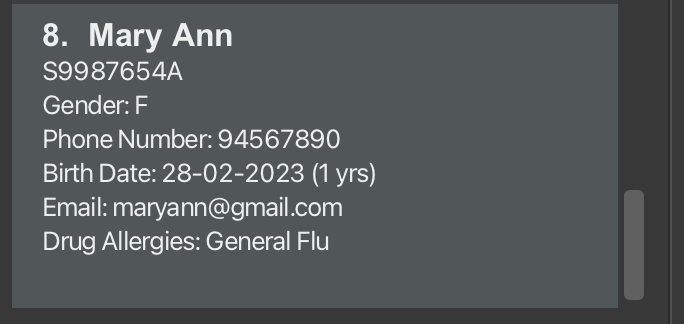 8. Mary Ann
S9987654A
Gender: F
Phone Number: 94567890
Birth Date: 28-02-2023 (1 yrs)
Email: maryann@gmail.com
Drug Allergies: General Flu